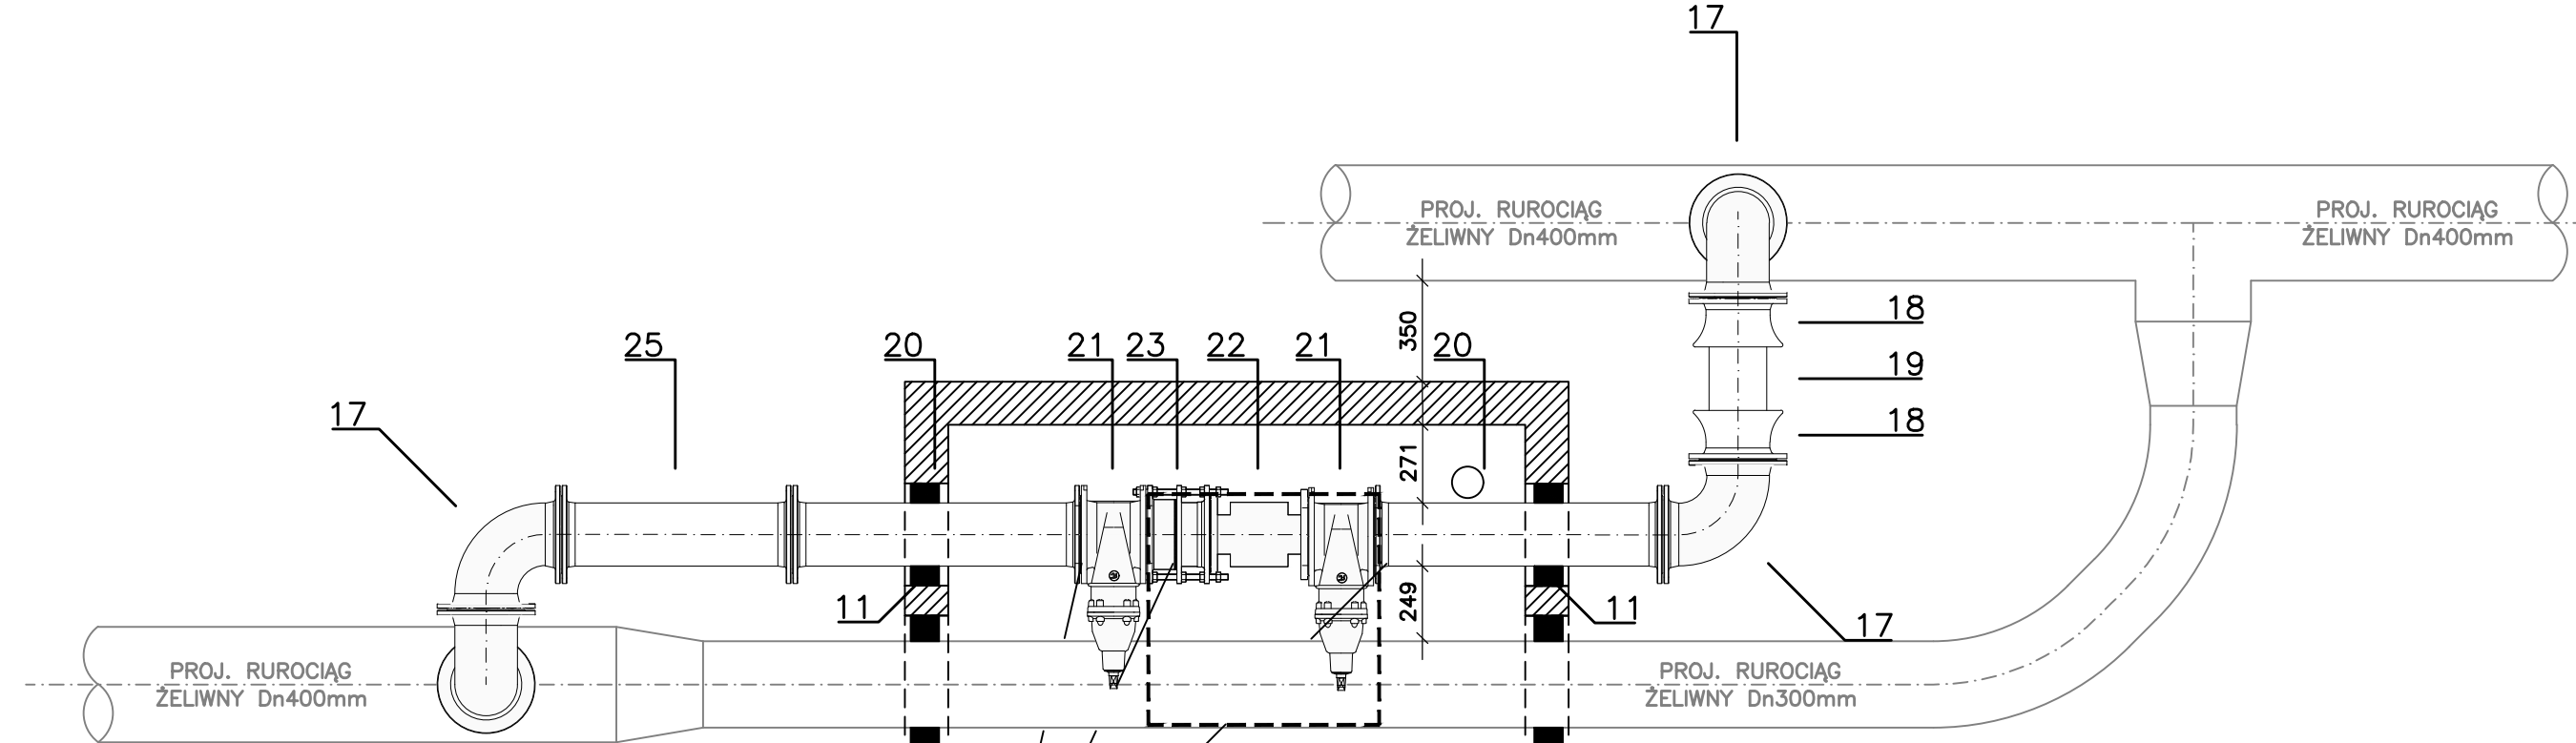 17
PROJ. RUROCIĄG
ŻELIWNY Dn400mm
PROJ. RUROCIĄG
ŻELIWNY Dn400mm
18
350
25
20
21
23
22
21
20
19
17
18
271
11
249
11
17
PROJ. RUROCIĄG
ŻELIWNY Dn400mm
PROJ. RUROCIĄG
ŻELIWNY Dn300mm